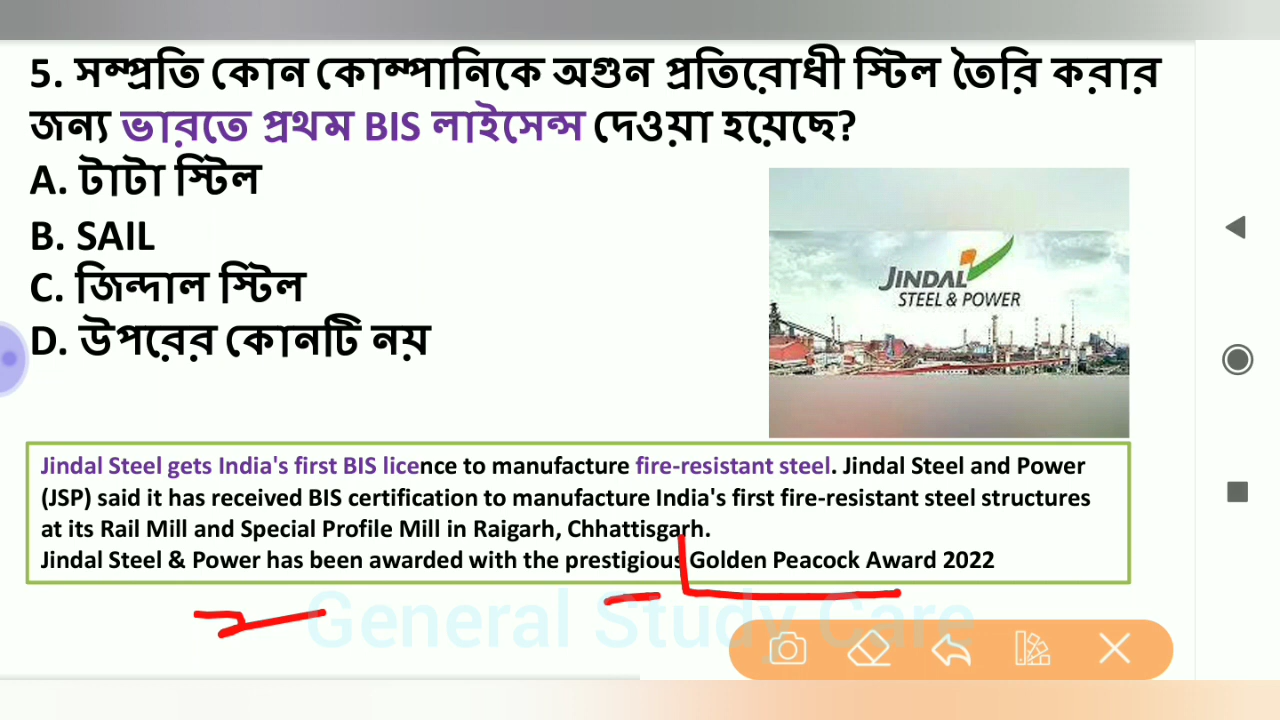 5. সম্প্রতি কোন কোম্পানিকে অগুন প্রতিরোধী স্টিল তৈরি করার
জন্য ভারতে প্রথম BIS লাইসেন্স দেওয়া হয়েছে?
A. টাটা স্টিল
B. SAIL
C. জিন্দাল স্টিল
D. উপরের কোনটি নয়
JINDAL
STEEL & POWER
Jindal Steel gets India's first BIS licence to manufacture fire-resistant steel. Jindal Steel and Power
(JSP) said it has received BIS certification to manufacture India's first fire-resistant steel structures
at its Rail Mill and Special Profile Mill in Raigarh, Chhattisgarh.
Jindal Steel & Power has been awarded with the prestigious Golden Peacock Award 2022
General Study Care